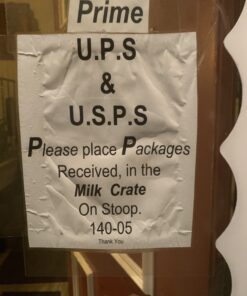 Prime
U.P.S
&
U.S.P.S
Please place Packages
Received, in the
Milk Crate
On Stoop.
140-05
Thank You